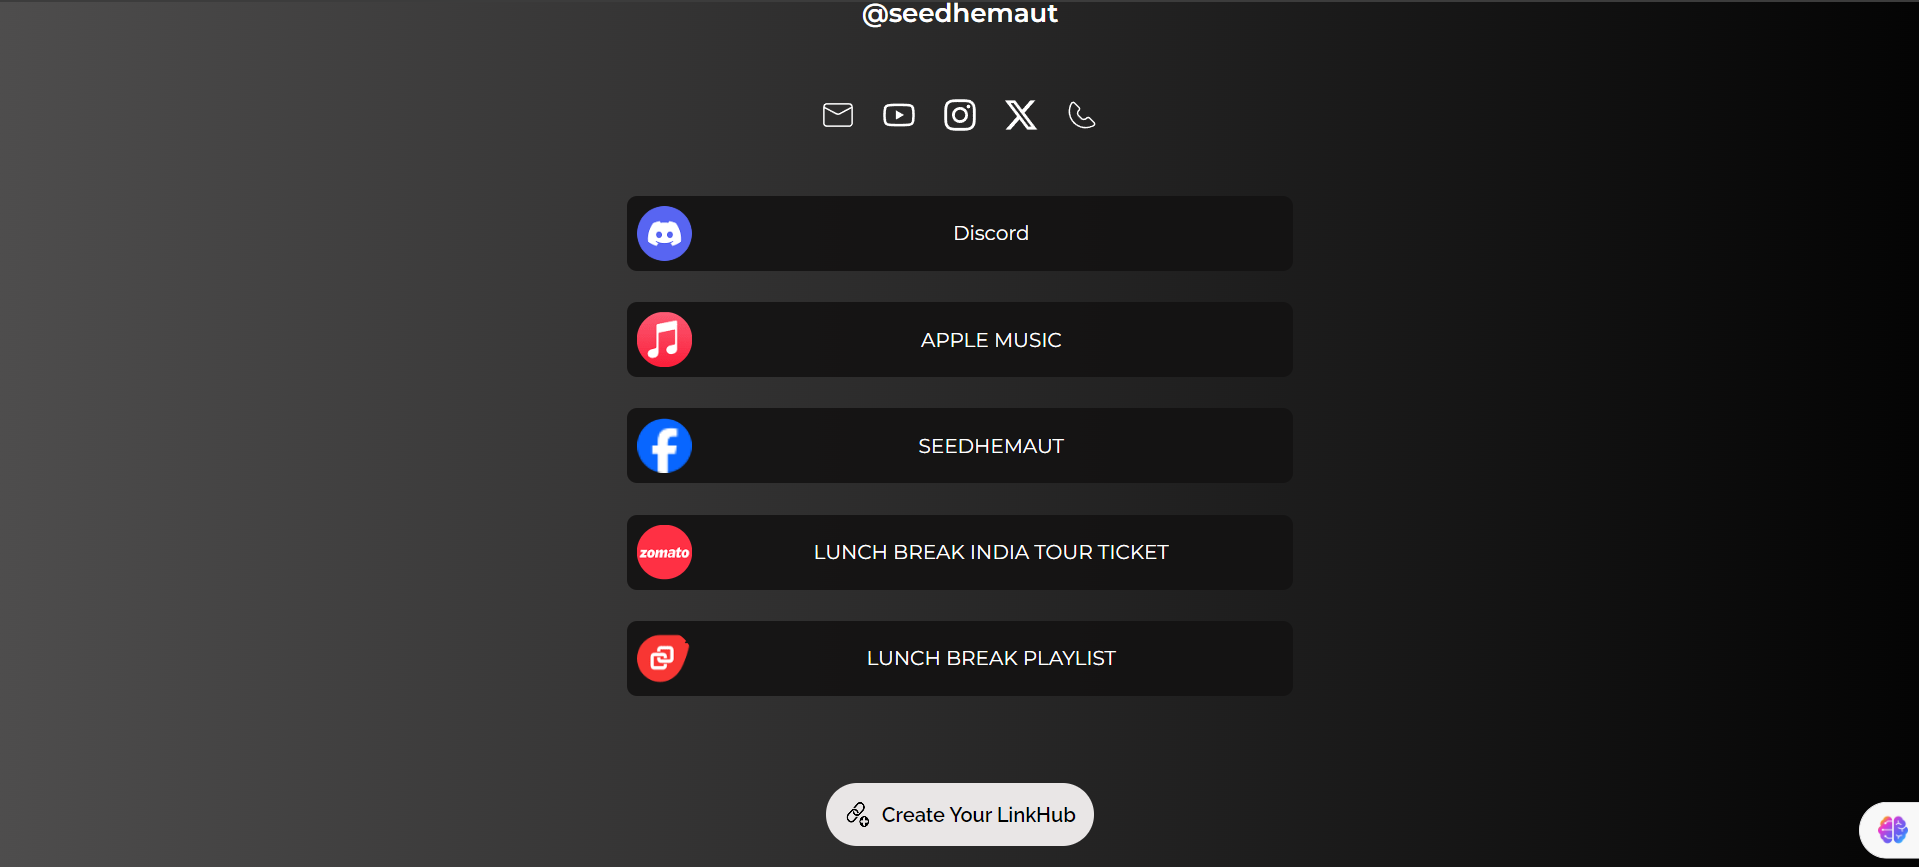 @seedhemaut
Discord
APPLE MUSIC
SEEDHEMAUT
zomato
LUNCH BREAK INDIA TOUR TICKET
LUNCH BREAK PLAYLIST
Create Your LinkHub